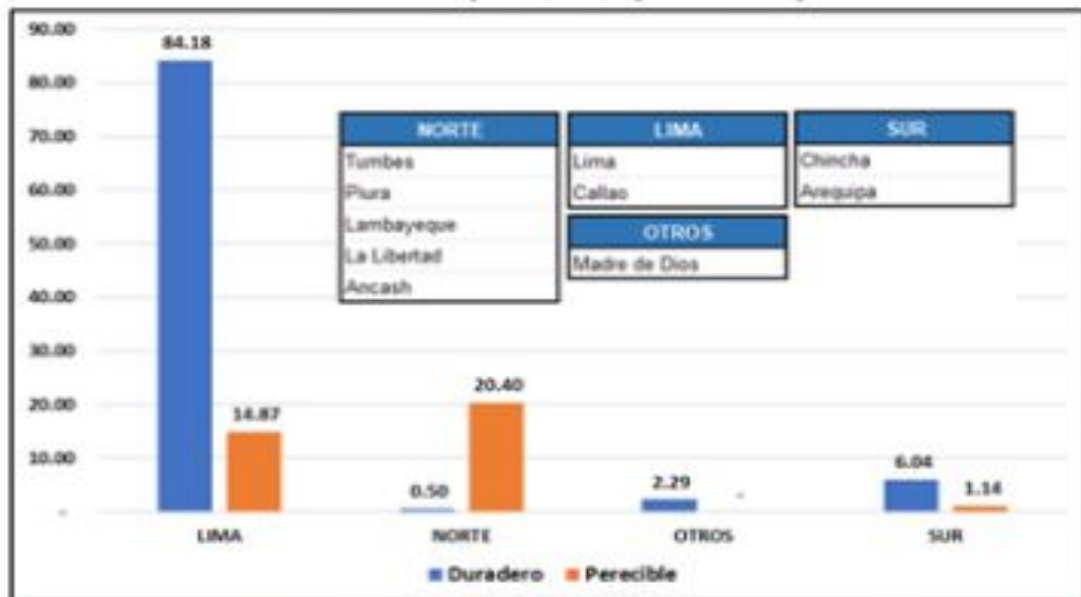 90.00
84.18
80.00
70.00
NORTE LIMA SUR
Tumbes Lima Chincha
Piura Callao Arequipa
60.00
Lambayeque OTROS
50.00
La Libertad Madre de Dios
Ancash
40.00
30.00
20.40
20.00
14.87
10.00
0.50 2.29 - 6.04 1.14
-
LIMA NORTE OTROS SUR
Duradero Perecible